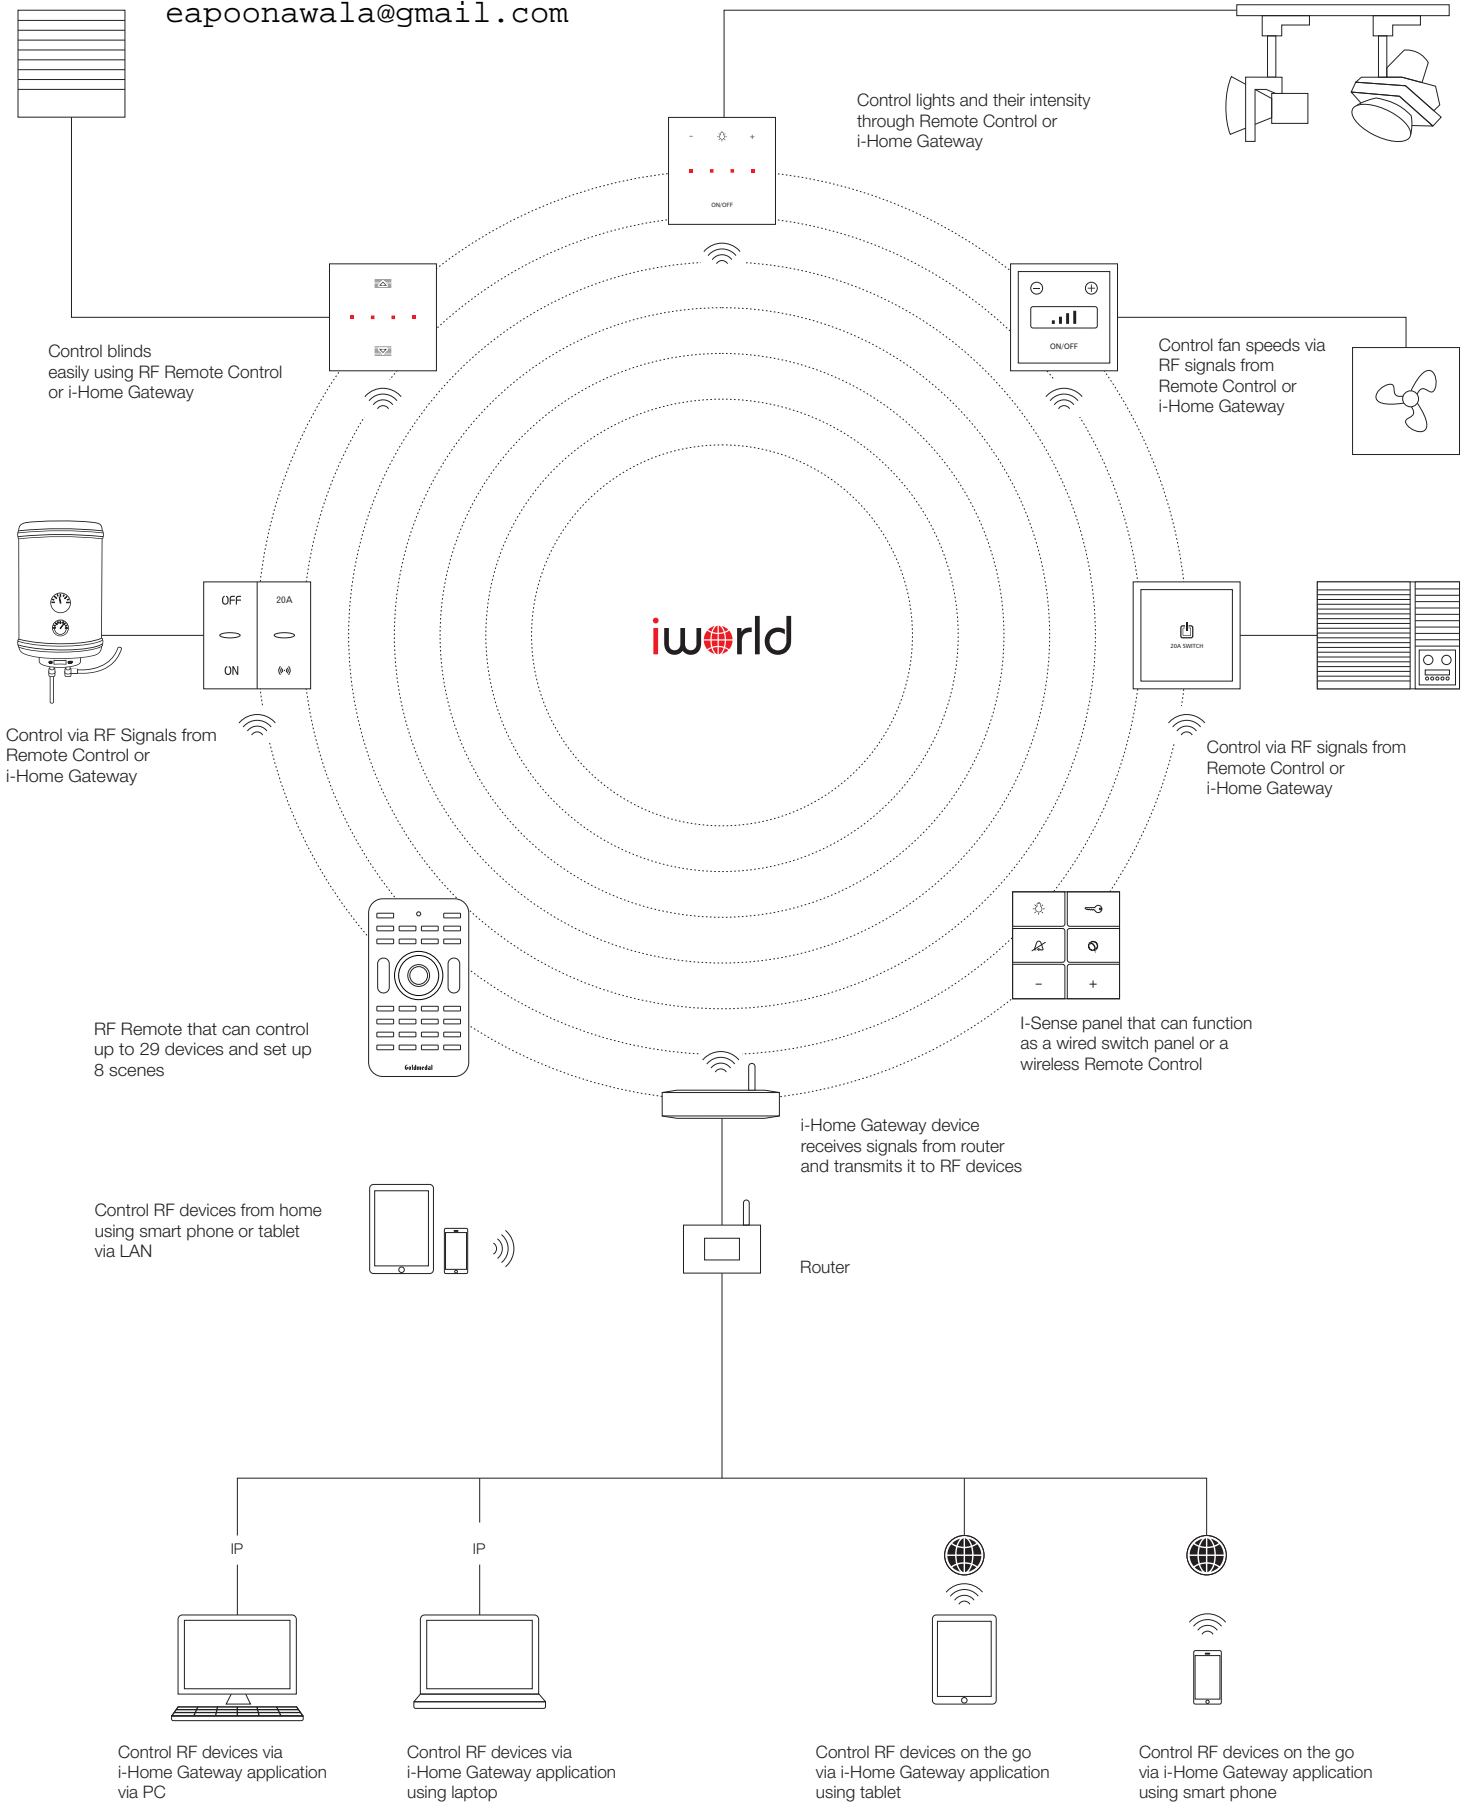 eapoonawala@gmail.com
Control lights and their intensity
through Remote Control or
i-Home Gateway
- +
ON/OFF
Control blinds
easily using RF Remote Control
or i-Home Gateway
ON/OFF
Control fan speeds via
RF signals from
Remote Control or
i-Home Gateway
OFF 20A
ON
iworld
20A SWITCH
Control via RF Signals from
Remote Control or
i-Home Gateway
Control via RF signals from
Remote Control or
i-Home Gateway
RF Remote that can control
up to 29 devices and set up
8 scenes
Goldmedal
- +
I-Sense panel that can function
as a wired switch panel or a
wireless Remote Control
i-Home Gateway device
receives signals from router
and transmits it to RF devices
Control RF devices from home
using smart phone or tablet
via LAN
Router
IP
IP
Control RF devices via
i-Home Gateway application
via PC
Control RF devices via
i-Home Gateway application
using laptop
Control RF devices on the go
via i-Home Gateway application
using tablet
Control RF devices on the go
via i-Home Gateway application
using smart phone